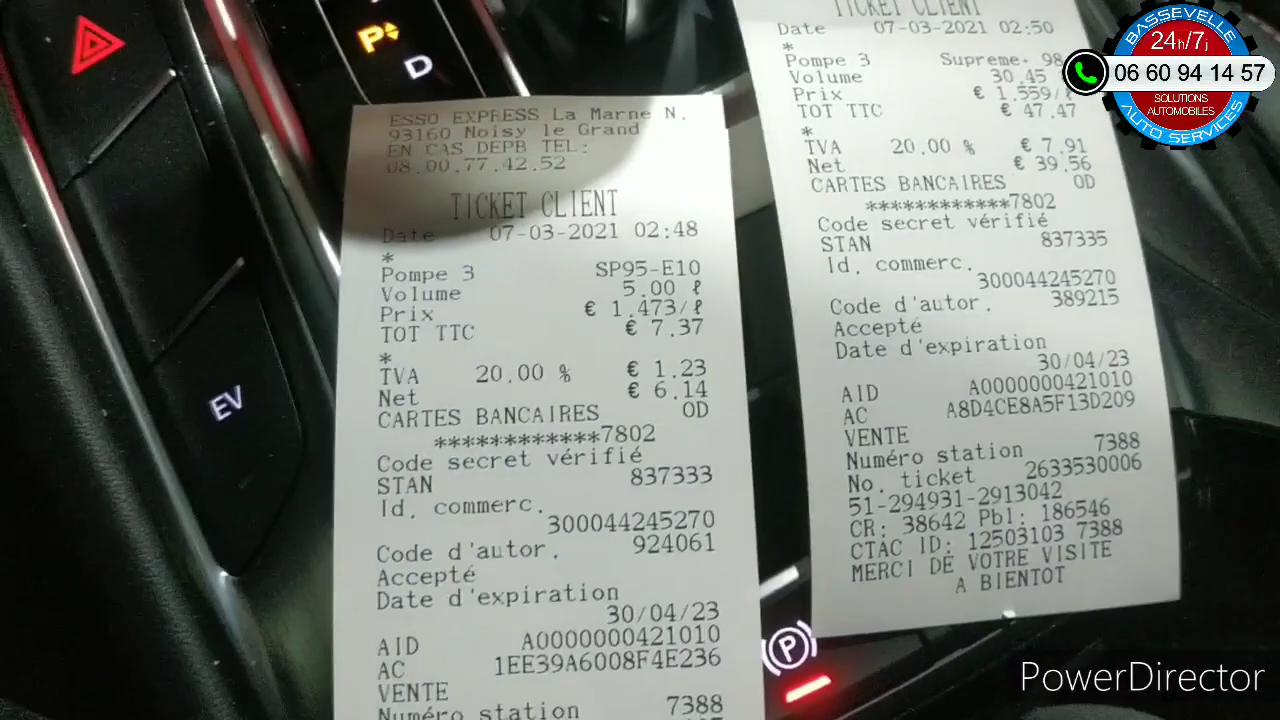 P
D
EV
ESSO EXPRESS La Marne N.
93160 Noisy le Grand
EN CAS DEPB TEL:
08.00.77.42.52
TICKET CLIENT
Date 07-03-2021 02:48
*
Pompe 3 SP95-E10
Volume 5.00 ℓ
Prix € 1.473/ℓ
TOT TTC € 7.37
*
TVA 20.00 % € 1.23
Net € 6.14
CARTES BANCAIRES 0D
************7802
Code secret vérifié
STAN 837333
Id. commerc.
300044245270
Code d'autor. 924061
Accepté
Date d'expiration
30/04/23
AID A0000000421010
AC 1EE39A6008F4E236
VENTE
Numéro station 7388
TICKET CLIENT
Date 07-03-2021 02:50
*
Pompe 3 Supreme+ 98
Volume 30.45
Prix € 1.559/ℓ
TOT TTC € 47.47
*
TVA 20.00 % € 7.91
Net € 39.56
CARTES BANCAIRES 0D
************7802
Code secret vérifié
STAN 837335
Id. commerc.
300044245270
Code d'autor. 389215
Accepté
Date d'expiration
30/04/23
AID A0000000421010
AC A8D4CE8A5F13D209
VENTE
Numéro station 7388
No. ticket 2633530006
51-294931-2913042
CR: 38642 Pbl: 186546
CTAC ID: 12503103 7388
MERCI DE VOTRE VISITE
A BIENTOT
P
BASSEVELLE
24h/7j
06 60 94 14 57
SOLUTIONS
AUTOMOBILES
AUTO SERVICES
PowerDirector